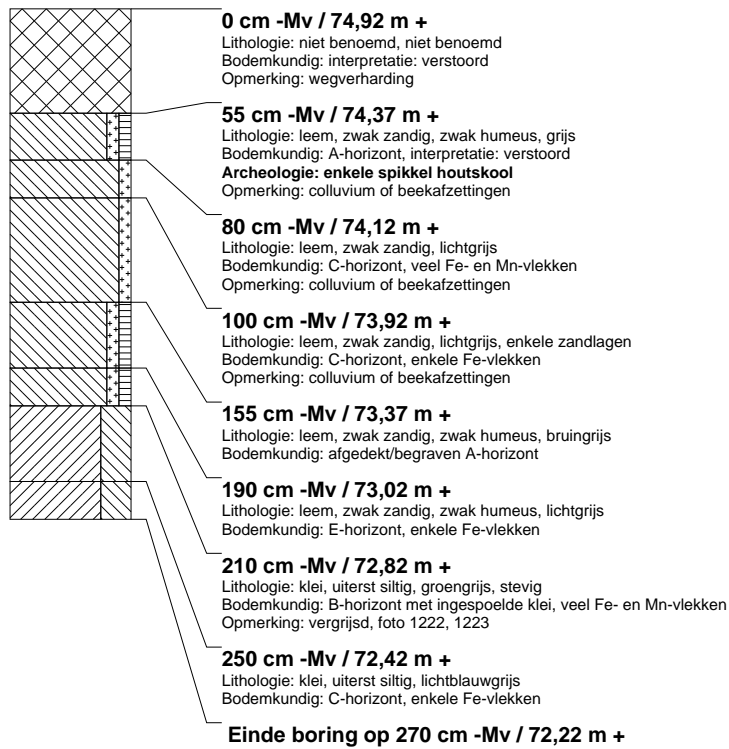 0 cm -Mv / 74,92 m +
Lithologie: niet benoemd, niet benoemd
Bodemkundig: interpretatie: verstoord
Opmerking: wegverharding
55 cm -Mv / 74,37 m +
Lithologie: leem, zwak zandig, zwak humeus, grijs
Bodemkundig: A-horizont, interpretatie: verstoord
Archeologie: enkele spikkel houtskool
Opmerking: colluvium of beekafzettingen
80 cm -Mv / 74,12 m +
Lithologie: leem, zwak zandig, lichtgrijs
Bodemkundig: C-horizont, veel Fe- en Mn-vlekken
Opmerking: colluvium of beekafzettingen
100 cm -Mv / 73,92 m +
Lithologie: leem, zwak zandig, lichtgrijs, enkele zandlagen
Bodemkundig: C-horizont, enkele Fe-vlekken
Opmerking: colluvium of beekafzettingen
155 cm -Mv / 73,37 m +
Lithologie: leem, zwak zandig, zwak humeus, bruingrijs
Bodemkundig: afgedekt/begraven A-horizont
190 cm -Mv / 73,02 m +
Lithologie: leem, zwak zandig, zwak humeus, lichtgrijs
Bodemkundig: E-horizont, enkele Fe-vlekken
210 cm -Mv / 72,82 m +
Lithologie: klei, uiterst siltig, groengrijs, stevig
Bodemkundig: B-horizont met ingespoelde klei, veel Fe- en Mn-vlekken
Opmerking: vergrijsd, foto 1222, 1223
250 cm -Mv / 72,42 m +
Lithologie: klei, uiterst siltig, lichtblauwgrijs
Bodemkundig: C-horizont, enkele Fe-vlekken
Einde boring op 270 cm -Mv / 72,22 m +